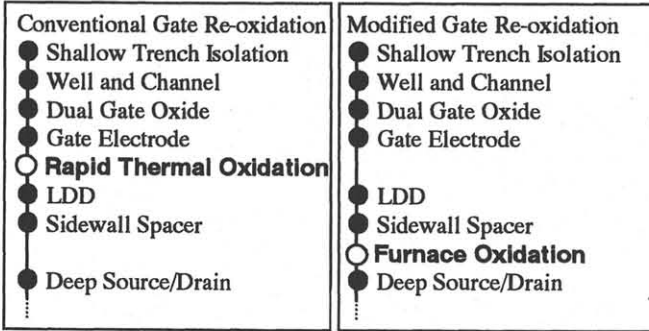 Conventional Gate Re-oxidation
Shallow Trench Isolation
Well and Channel
Dual Gate Oxide
Gate Electrode
Rapid Thermal Oxidation
LDD
Sidewall Spacer
Deep Source/Drain
Modified Gate Re-oxidation
Shallow Trench Isolation
Well and Channel
Dual Gate Oxide
Gate Electrode
LDD
Sidewall Spacer
Furnace Oxidation
Deep Source/Drain